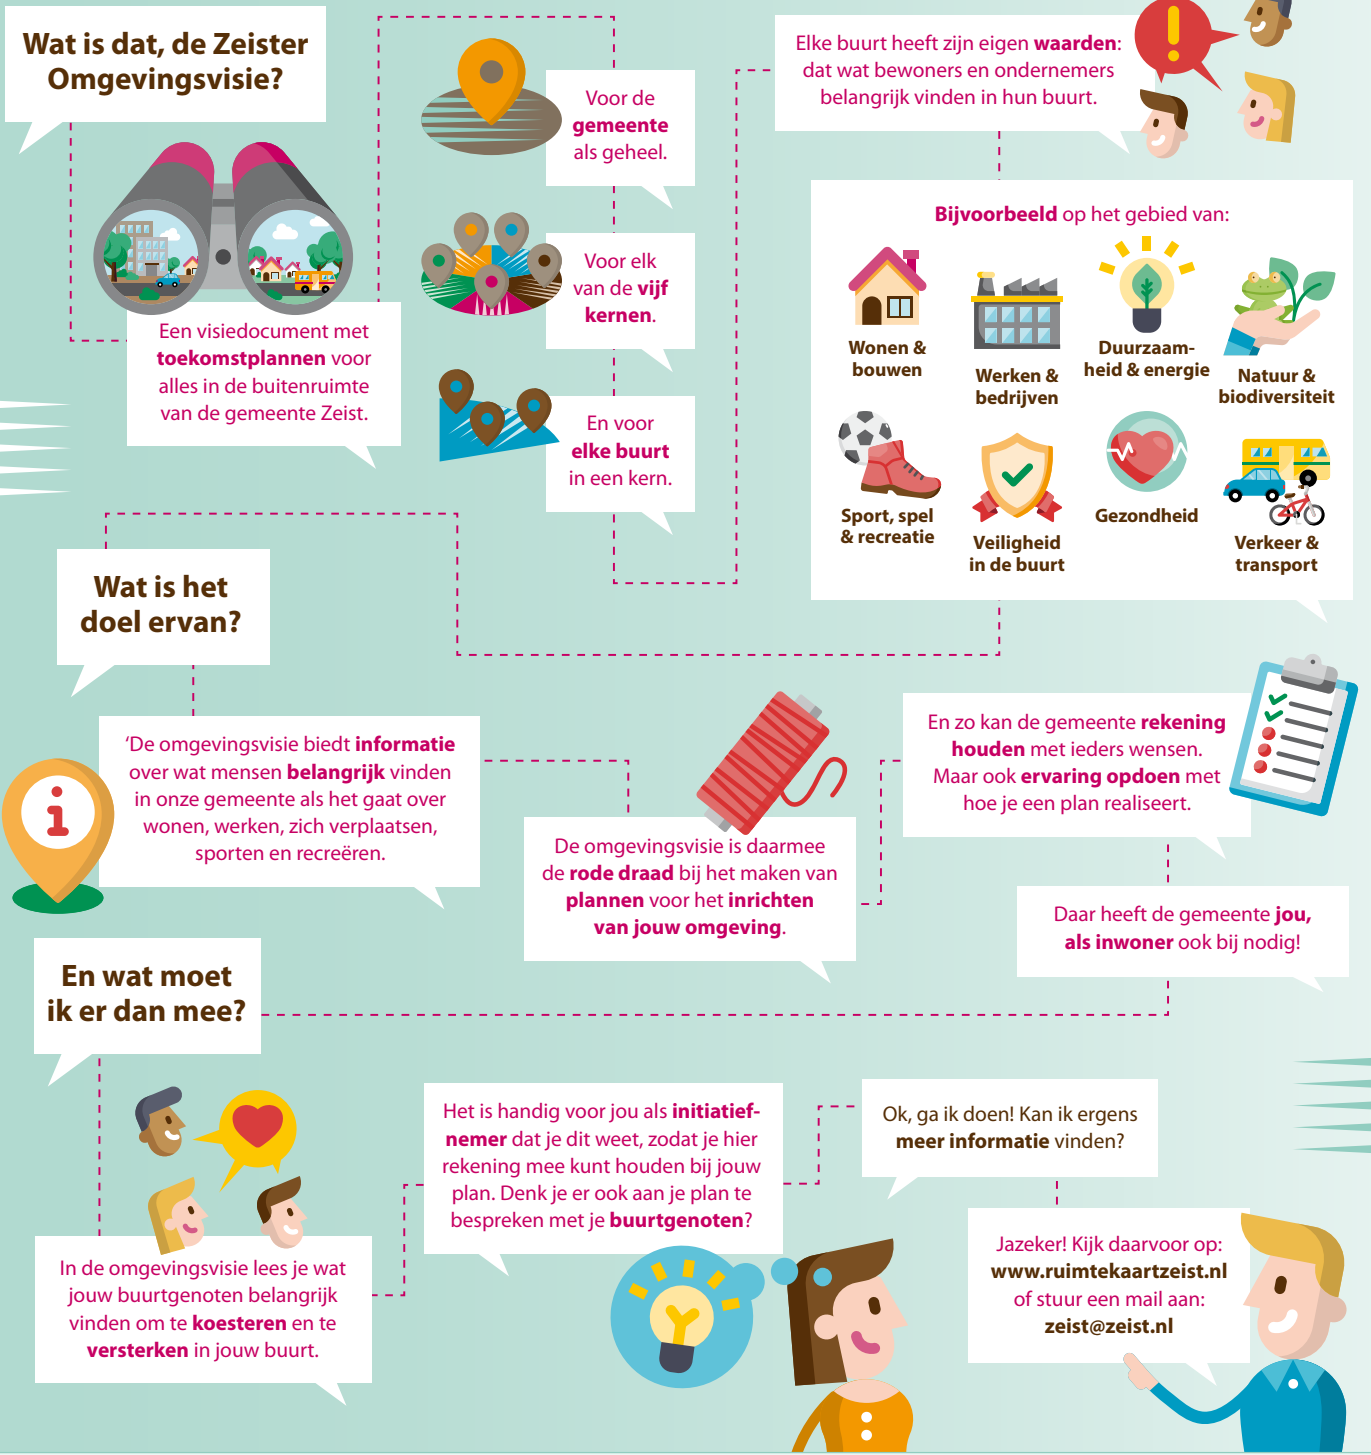 Wat is dat, de Zeister
Omgevingsvisie?
Een visiedocument met
toekomstplannen voor
alles in de buitenruimte
van de gemeente Zeist.
Voor de
gemeente
als geheel.
Voor elk
van de vijf
kernen.
En voor
elke buurt
in een kern.
Elke buurt heeft zijn eigen waarden:
dat wat bewoners en ondernemers
belangrijk vinden in hun buurt.
Bijvoorbeeld op het gebied van:
Wonen &
bouwen
Werken &
bedrijven
Duurzaam-
heid & energie
Natuur &
biodiversiteit
Sport, spel
& recreatie
Veiligheid
in de buurt
Gezondheid
Verkeer &
transport
Wat is het
doel ervan?
‘De omgevingsvisie biedt informatie
over wat mensen belangrijk vinden
in onze gemeente als het gaat over
wonen, werken, zich verplaatsen,
sporten en recreëren.
De omgevingsvisie is daarmee
de rode draad bij het maken van
plannen voor het inrichten
van jouw omgeving.
En zo kan de gemeente rekening
houden met ieders wensen.
Maar ook ervaring opdoen met
hoe je een plan realiseert.
Daar heeft de gemeente jou,
als inwoner ook bij nodig!
En wat moet
ik er dan mee?
In de omgevingsvisie lees je wat
jouw buurtgenoten belangrijk
vinden om te koesteren en te
versterken in jouw buurt.
Het is handig voor jou als initiatief-
nemer dat je dit weet, zodat je hier
rekening mee kunt houden bij jouw
plan. Denk je er ook aan je plan te
bespreken met je buurtgenoten?
Ok, ga ik doen! Kan ik ergens
meer informatie vinden?
Jazeker! Kijk daarvoor op:
www.ruimtekaartzeist.nl
of stuur een mail aan:
zeist@zeist.nl